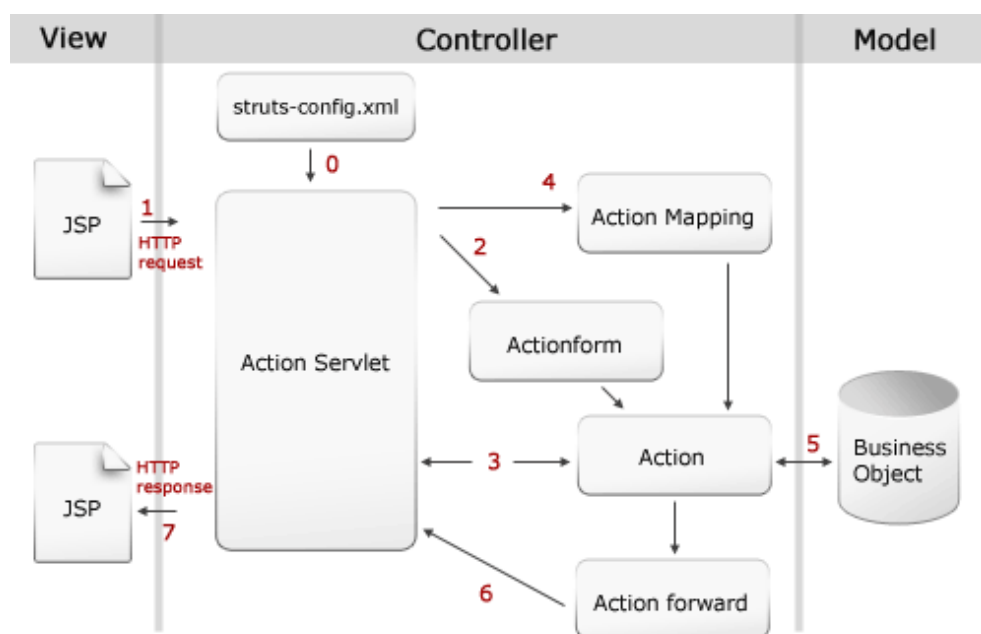 View
Controller
Model
struts-config.xml
0
4
Action Mapping
1
JSP
HTTP
request
2
Actionform
Action Servlet
3
Action
5
Business
Object
HTTP
response
JSP
7
6
Action forward